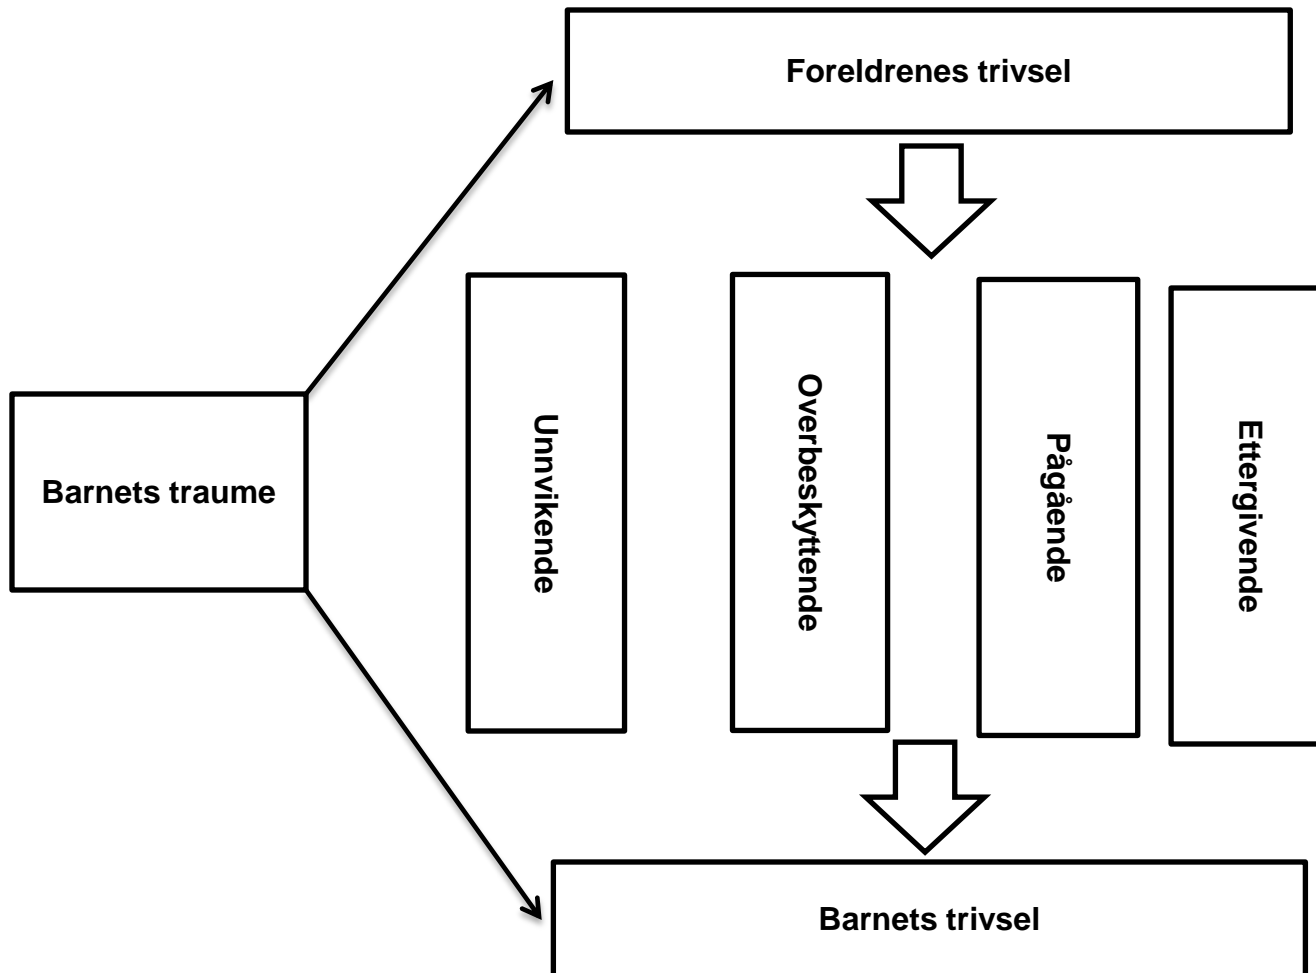 Foreldrenes trivsel
Barnets traume
Unnvikende
Overbeskyttende
Pågående
Ettergivende
Barnets trivsel